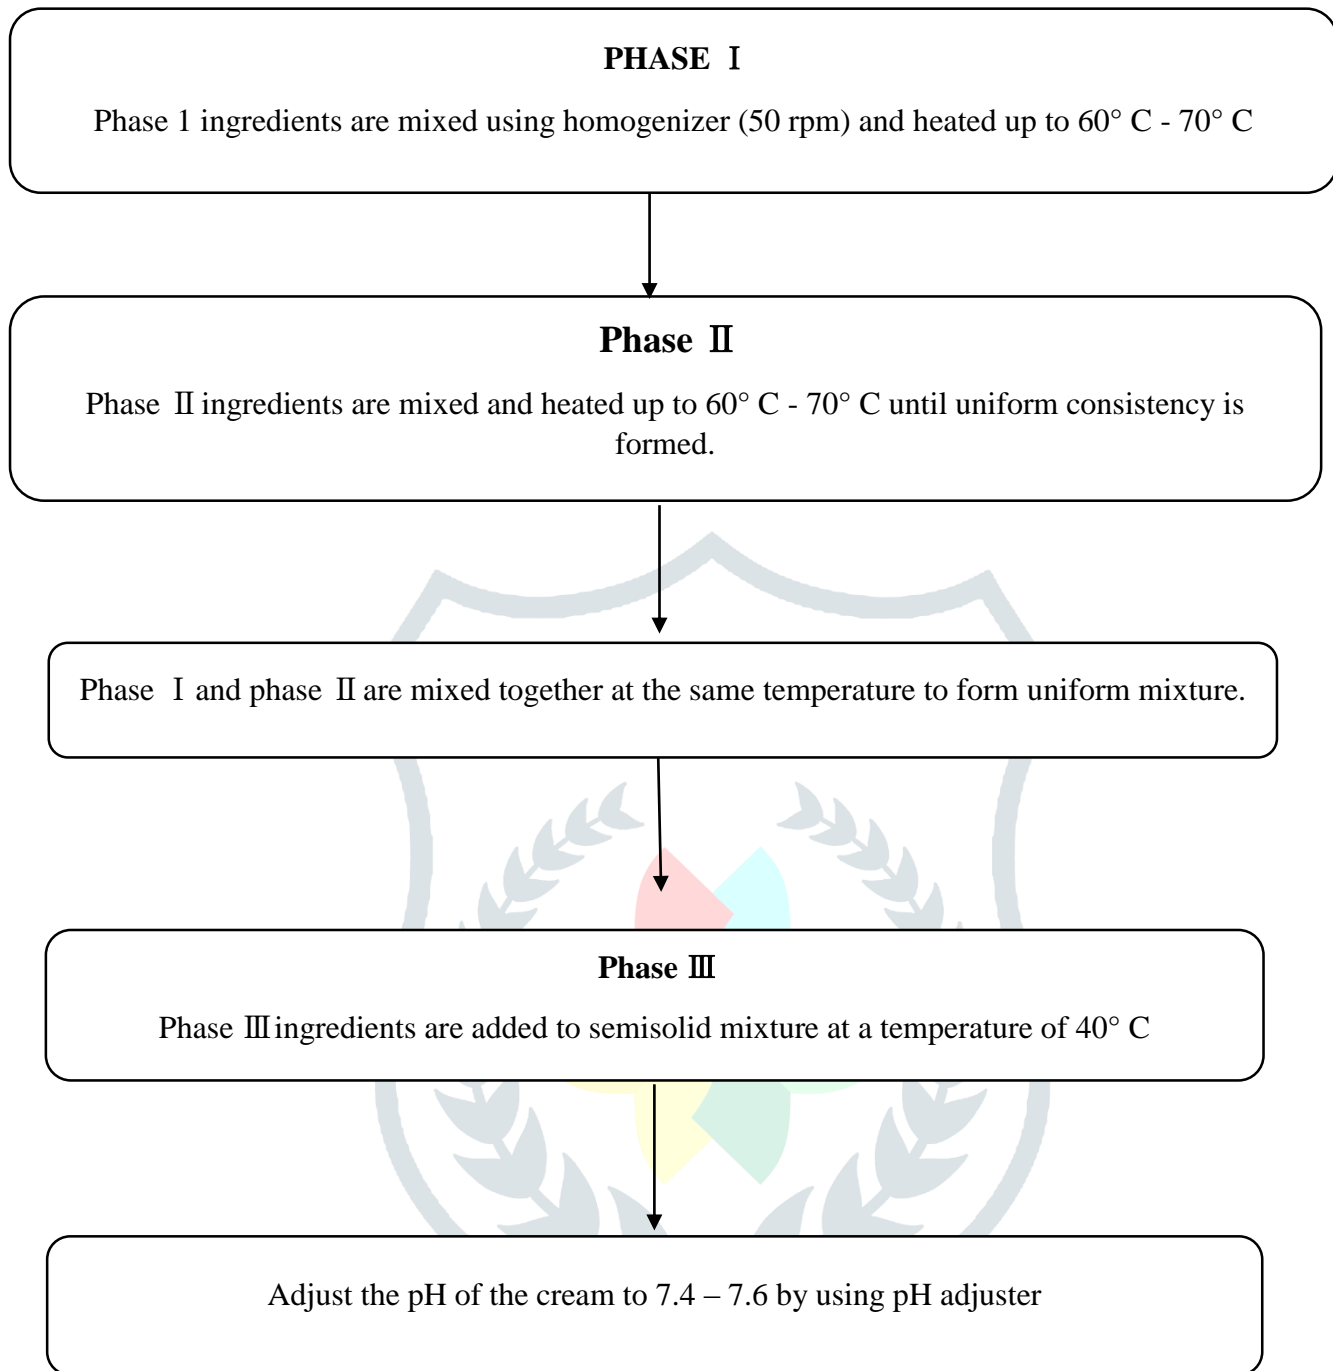 PHASE Ⅰ
Phase 1 ingredients are mixed using homogenizer (50 rpm) and heated up to 60° C - 70° C
Phase Ⅱ
Phase Ⅱ ingredients are mixed and heated up to 60° C - 70° C until uniform consistency is
formed.
Phase Ⅰ and phase Ⅱ are mixed together at the same temperature to form uniform mixture.
Phase Ⅲ
Phase Ⅲ ingredients are added to semisolid mixture at a temperature of 40° C
Adjust the pH of the cream to 7.4 – 7.6 by using pH adjuster